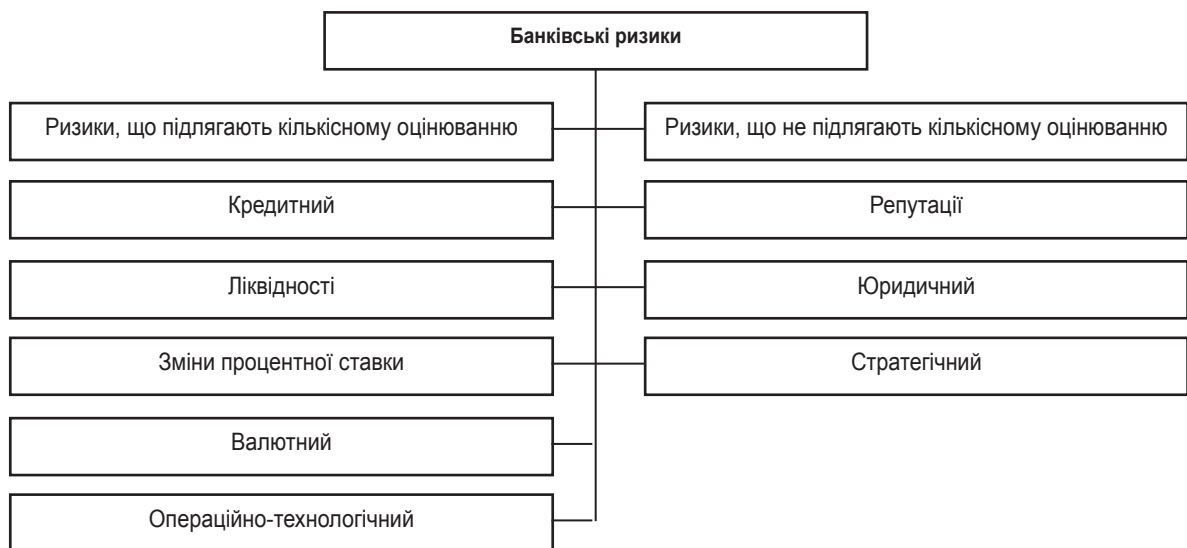 Банківські ризики
Ризики, що підлягають кількісному оцінюванню
Ризики, що не підлягають кількісному оцінюванню
Кредитний
Репутації
Ліквідності
Юридичний
Зміни процентної ставки
Стратегічний
Валютний
Операційно-технологічний